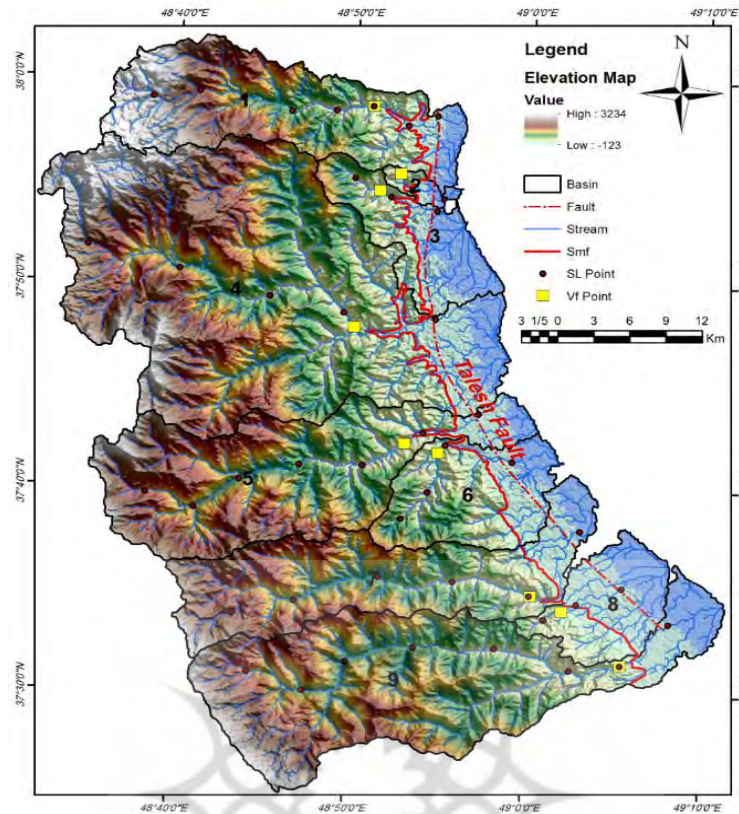 48°40'0"E 48°50'0"E 49°0'0"E 49°10'0"E
38°0'0"N
37°50'0"N
37°40'0"N
37°30'0"N
Legend
N
Elevation Map
Value
High : 3234
Low : -123
Basin
Fault
Stream
Smf
SL Point
Vf Point
3 1/5 0 3 6 9 12
Km
1
2
3
4
Talesh Fault
5
6
8
9
48°40'0"E 48°50'0"E 49°0'0"E 49°10'0"E